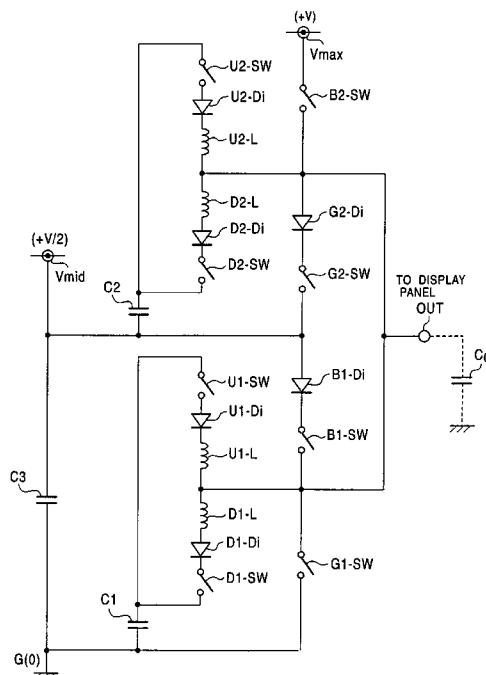 (+V)
Vmax
U2-SW
B2-SW
U2-Di
U2-L
D2-L
G2-Di
D2-Di
(+V/2)
Vmid
D2-SW
G2-SW
C2
TO DISPLAY
PANEL
OUT
U1-SW
B1-Di
U1-Di
B1-SW
U1-L
C3
D1-L
D1-Di
G1-SW
D1-SW
C1
G(0)